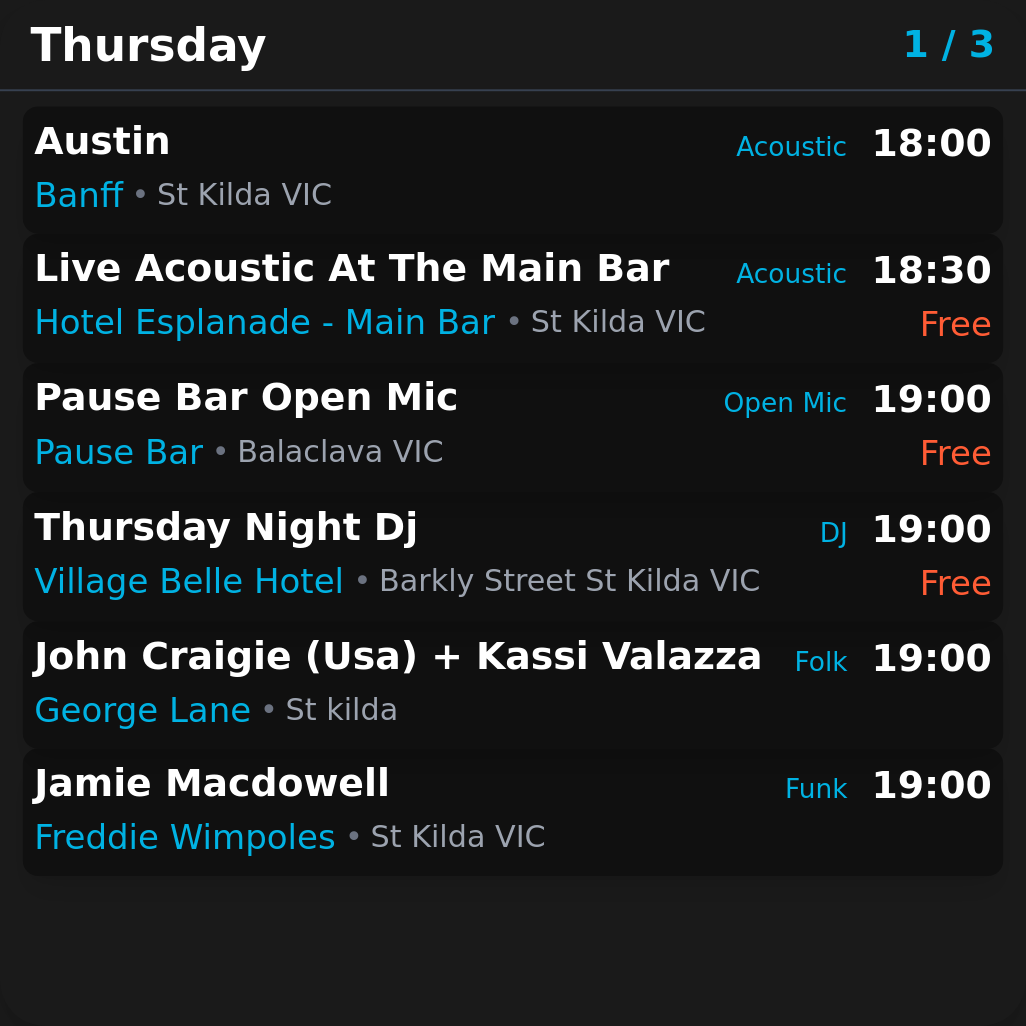 Thursday 1 / 3
Austin Acoustic 18:00
Banff • St Kilda VIC
Live Acoustic At The Main Bar Acoustic 18:30
Hotel Esplanade - Main Bar • St Kilda VIC Free
Pause Bar Open Mic Open Mic 19:00
Pause Bar • Balaclava VIC Free
Thursday Night Dj DJ 19:00
Village Belle Hotel • Barkly Street St Kilda VIC Free
John Craigie (Usa) + Kassi Valazza Folk 19:00
George Lane • St kilda
Jamie Macdowell Funk 19:00
Freddie Wimpoles • St Kilda VIC